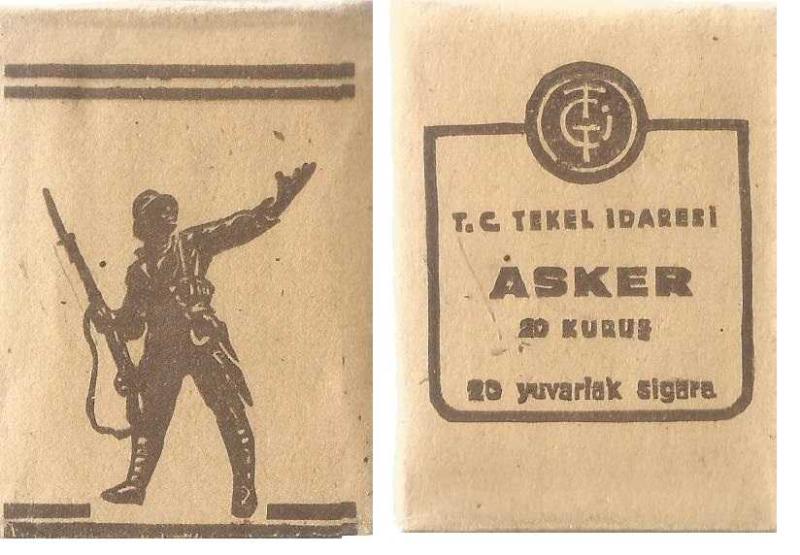 T.C. TEKEL İDARESİ
ASKER
20 KURUŞ
20 yuvarlak sigara